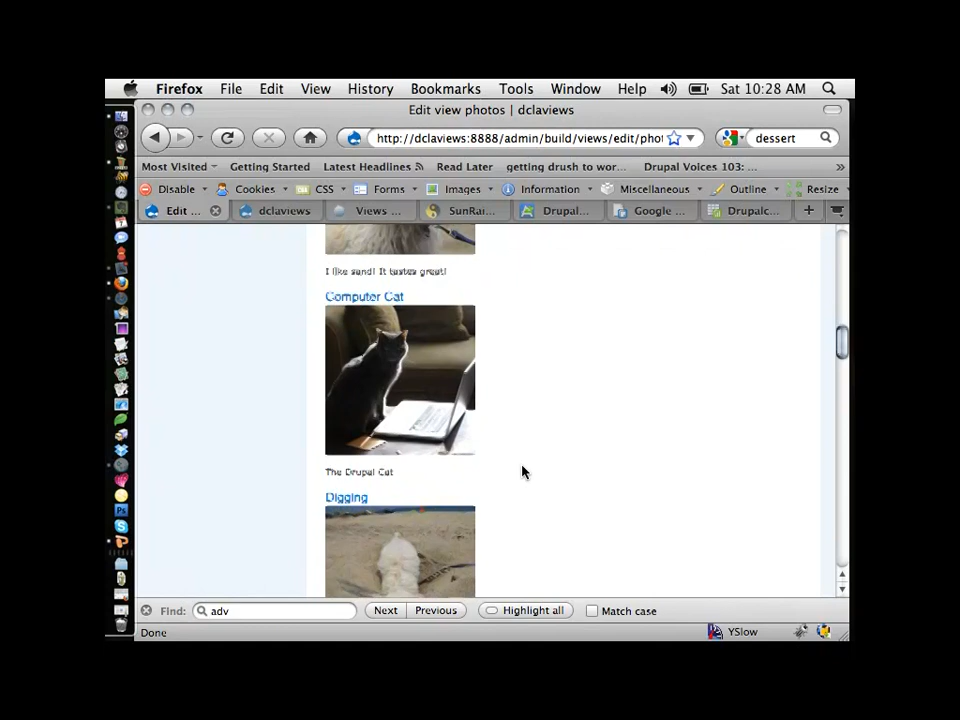 Firefox File Edit View History Bookmarks Tools Window Help Sat 10:28 AM
Edit view photos | dclaviews
http://dclaviews:8888/admin/build/views/edit/phot dessert
Most Visited Getting Started Latest Headlines Read Later getting drush to wor... Drupal Voices 103:... »
Disable Cookies CSS Forms Images Information Miscellaneous Outline Resize
Edit ... dclaviews Views ... SunRai... Drupal... Google ... Drupalc...
I like sand! It tastes great!
Computer Cat
The Drupal Cat
Digging
Find: adv Next Previous Highlight all Match case
Done YSlow